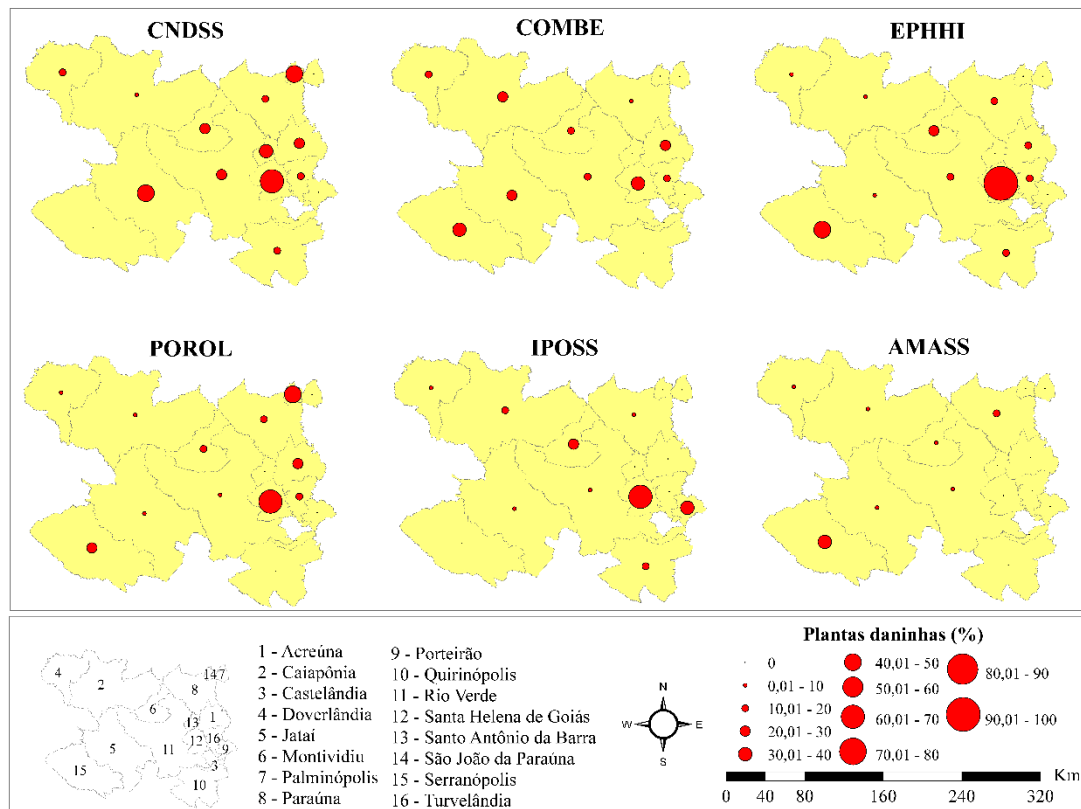 CNDSS
COMBE
EPHHI
POROL
IPOSS
AMASS
4
2
14
7
8
6
13
1
5
11
12
16
9
3
15
10
1 - Acreúna
2 - Caiapônia
3 - Castelândia
4 - Doverlândia
5 - Jataí
6 - Montividiu
7 - Palminópolis
8 - Paraúna
9 - Porteirão
10 - Quirinópolis
11 - Rio Verde
12 - Santa Helena de Goiás
13 - Santo Antônio da Barra
14 - São João da Paraúna
15 - Serranópolis
16 - Turvelândia
N
W
E
S
Plantas daninhas (%)
0
0,01 - 10
10,01 - 20
20,01 - 30
30,01 - 40
40,01 - 50
50,01 - 60
60,01 - 70
70,01 - 80
80,01 - 90
90,01 - 100
Km
0 40 80 160 240 320